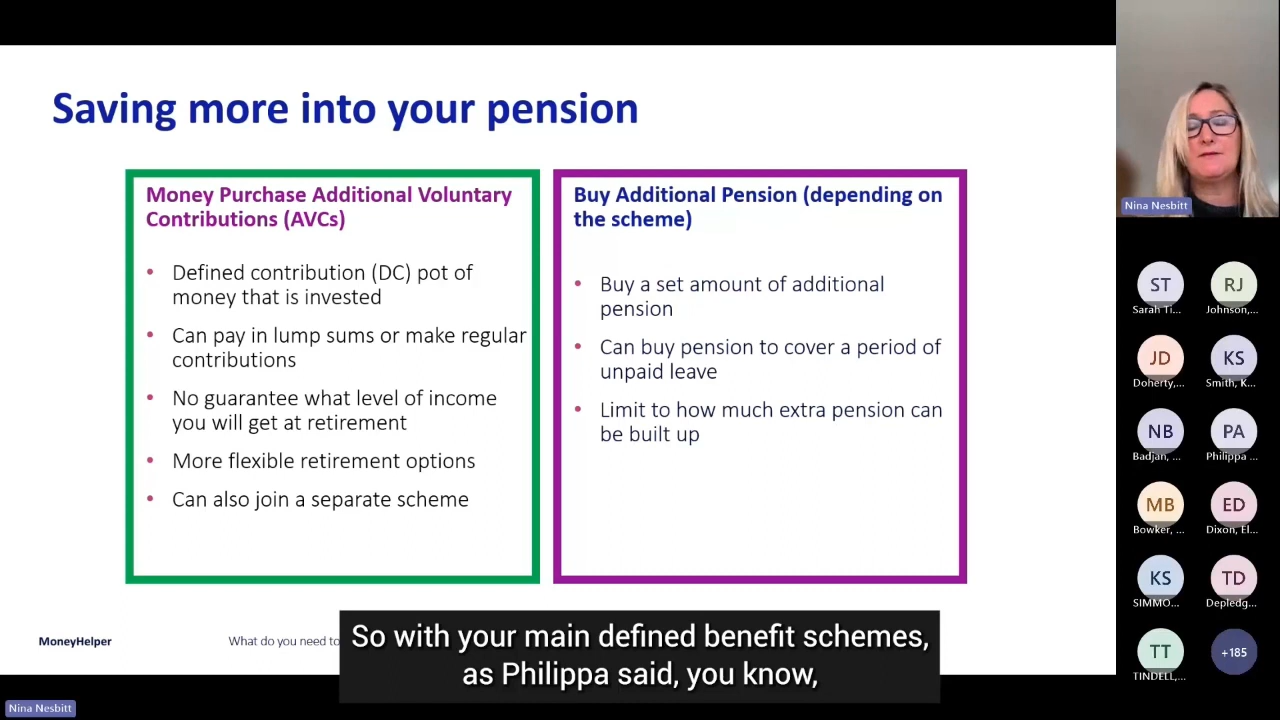 Saving more into your pension
Money Purchase Additional Voluntary
Contributions (AVCs)
• Defined contribution (DC) pot of
money that is invested
• Can pay in lump sums or make regular
contributions
• No guarantee what level of income
you will get at retirement
• More flexible retirement options
• Can also join a separate scheme
Buy Additional Pension (depending on
the scheme)
• Buy a set amount of additional
pension
• Can buy pension to cover a period of
unpaid leave
• Limit to how much extra pension can
be built up
MoneyHelper
What do you need to
So with your main defined benefit schemes,
as Philippa said, you know,
Nina Nesbitt
Nina Nesbitt
ST
Sarah Ti...
RJ
Johnson,...
JD
Doherty,...
KS
Smith, K...
NB
Badjan, ...
PA
Philippa ...
MB
Bowker, ...
ED
Dixon, El...
KS
SIMMO...
TD
Depledg...
TT
TINDELL,...
+185